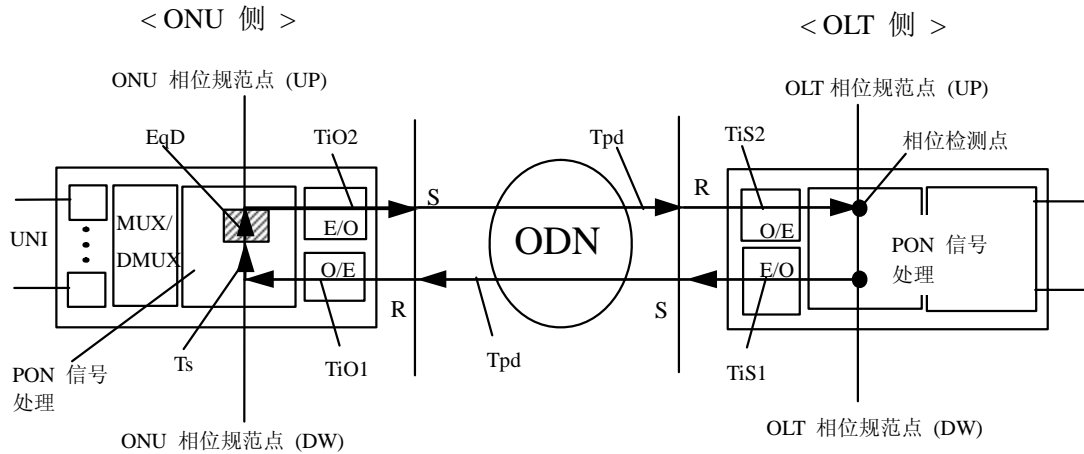 < ONU 侧 >
< OLT 侧 >
ONU 相位规范点 (UP)
OLT 相位规范点 (UP)
EqD
TiO2
Tpd
TiS2
相位检测点
S
R
MUX/
DMUX
UNI
E/O
O/E
ODN
O/E
E/O
PON 信号
处理
R
S
PON 信号
处理
Ts
TiO1
Tpd
TiS1
ONU 相位规范点 (DW)
OLT 相位规范点 (DW)